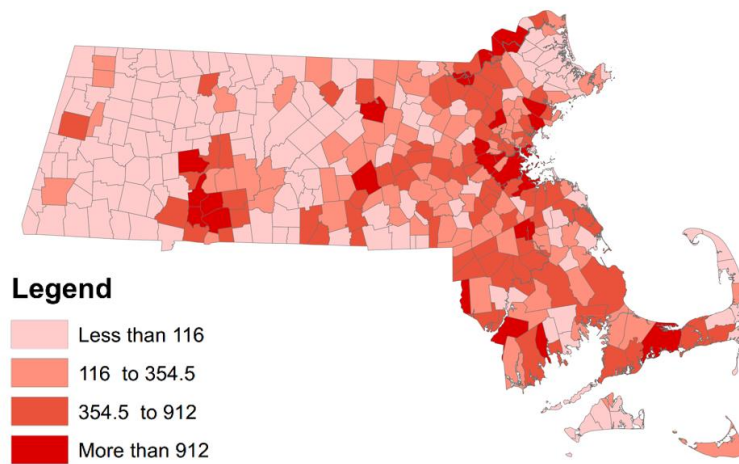 Legend
Less than 116
116 to 354.5
354.5 to 912
More than 912